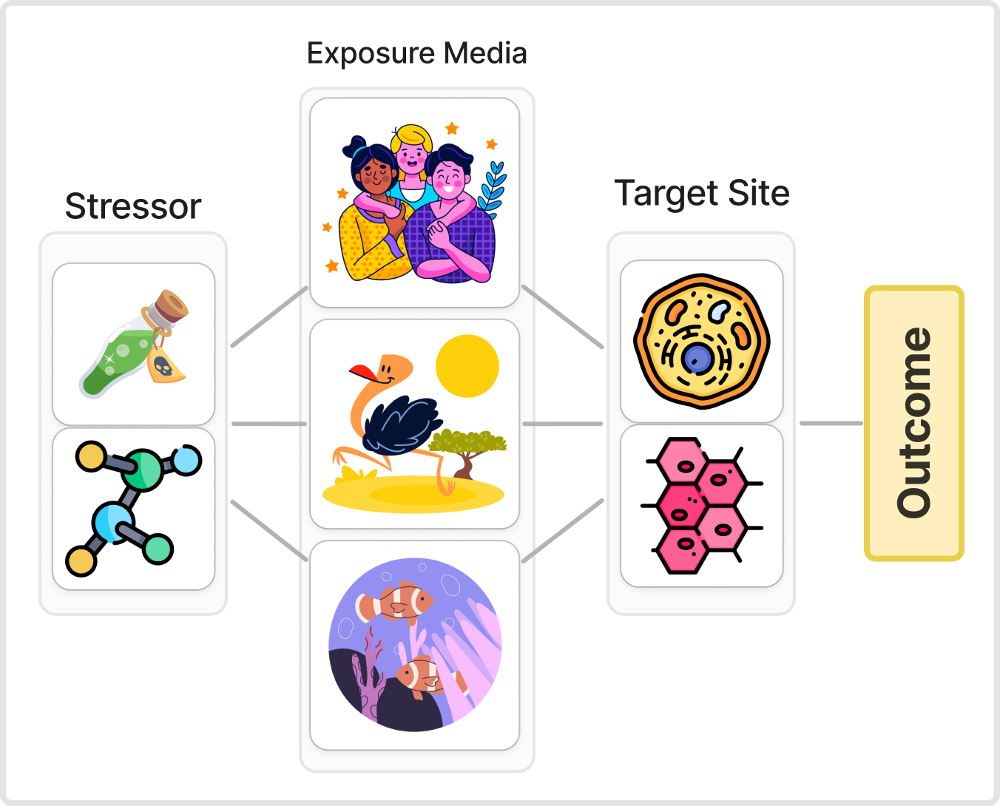 Exposure Media
Stressor
Target Site
Outcome